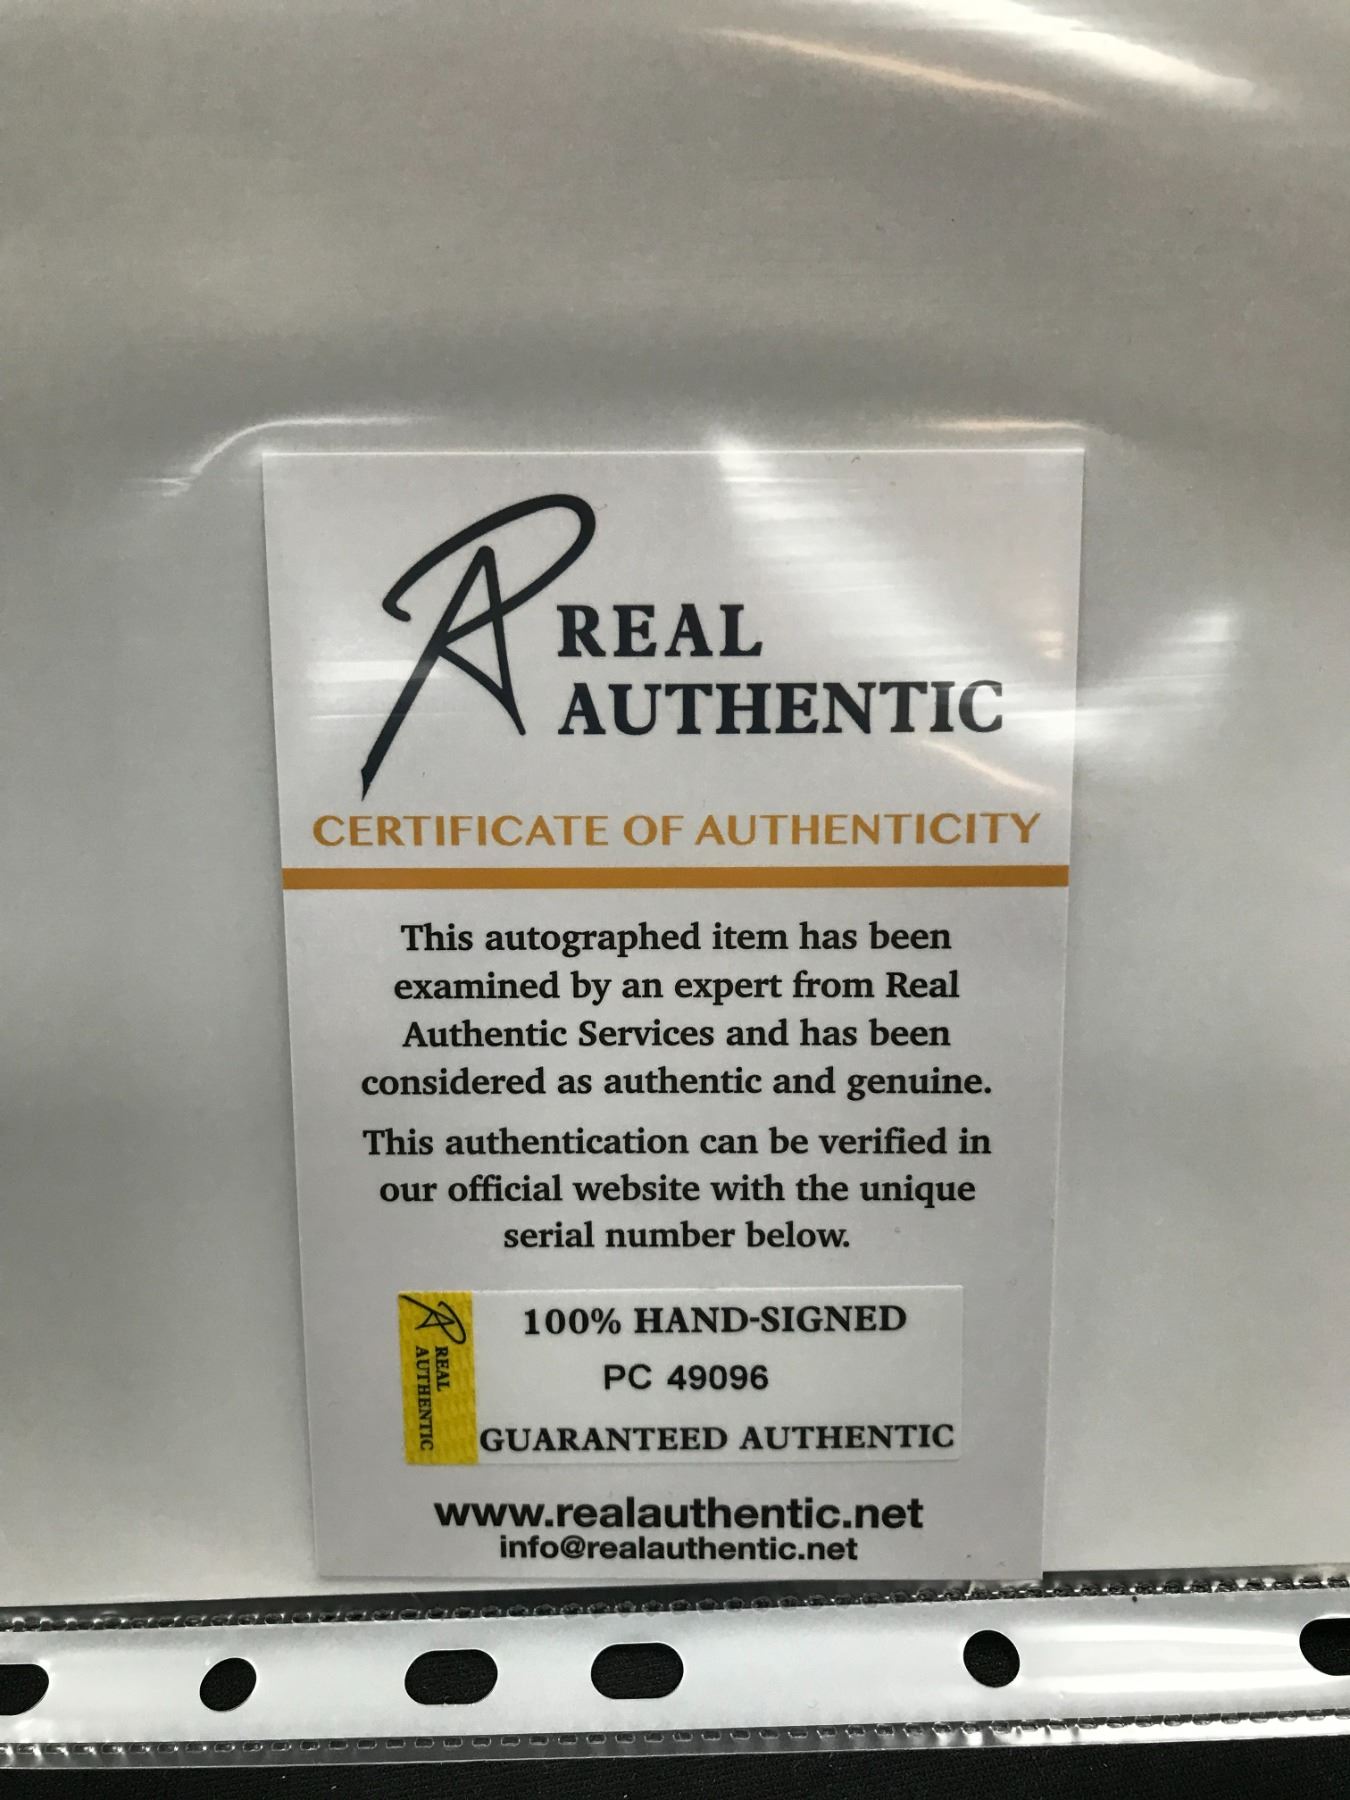 REAL
AUTHENTIC
CERTIFICATE OF AUTHENTICITY
This autographed item has been
examined by an expert from Real
Authentic Services and has been
considered as authentic and genuine.
This authentication can be verified in
our official website with the unique
serial number below.
REAL
AUTHENTIC
100% HAND-SIGNED
PC 49096
GUARANTEED AUTHENTIC
www.realauthentic.net
info@realauthentic.net